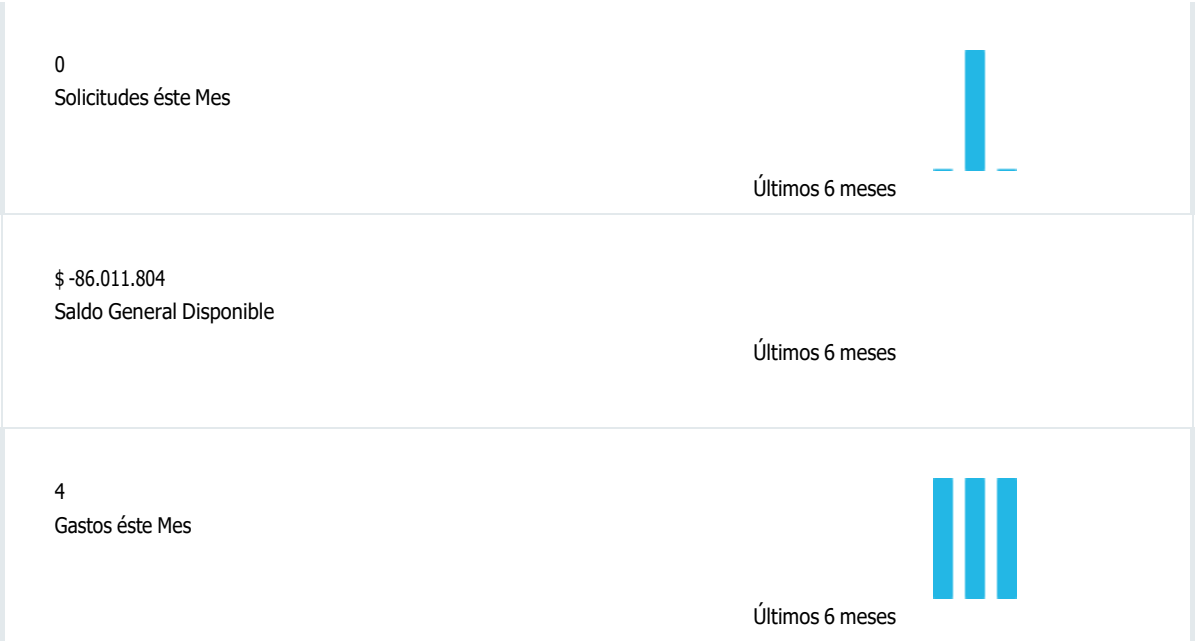 0
Solicitudes éste Mes
Últimos 6 meses
$ -86.011.804
Saldo General Disponible
Últimos 6 meses
4
Gastos éste Mes
Últimos 6 meses